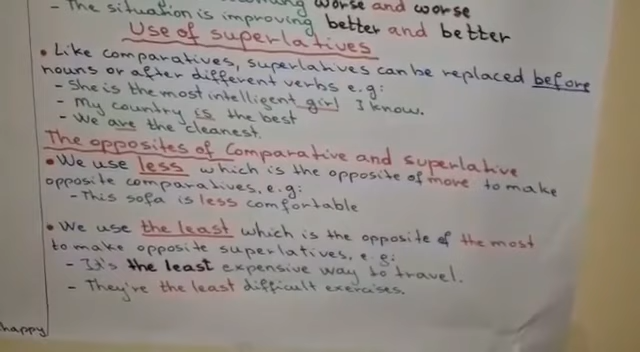 worse and worse
- The situation is improving better and better
Use of superlatives
• Like comparatives, superlatives can be replaced before
nouns or after different verbs e.g:
- She is the most intelligent girl I know.
- My country is the best
- We are the cleanest.
The opposites of Comparative and superlative
• We use less which is the opposite of more to make
opposite comparatives, e.g:
- This sofa is less comfortable
• We use the least which is the opposite of the most
to make opposite superlatives, e.g:
- It's the least expensive way to travel.
- They're the least difficult exercises.
happy